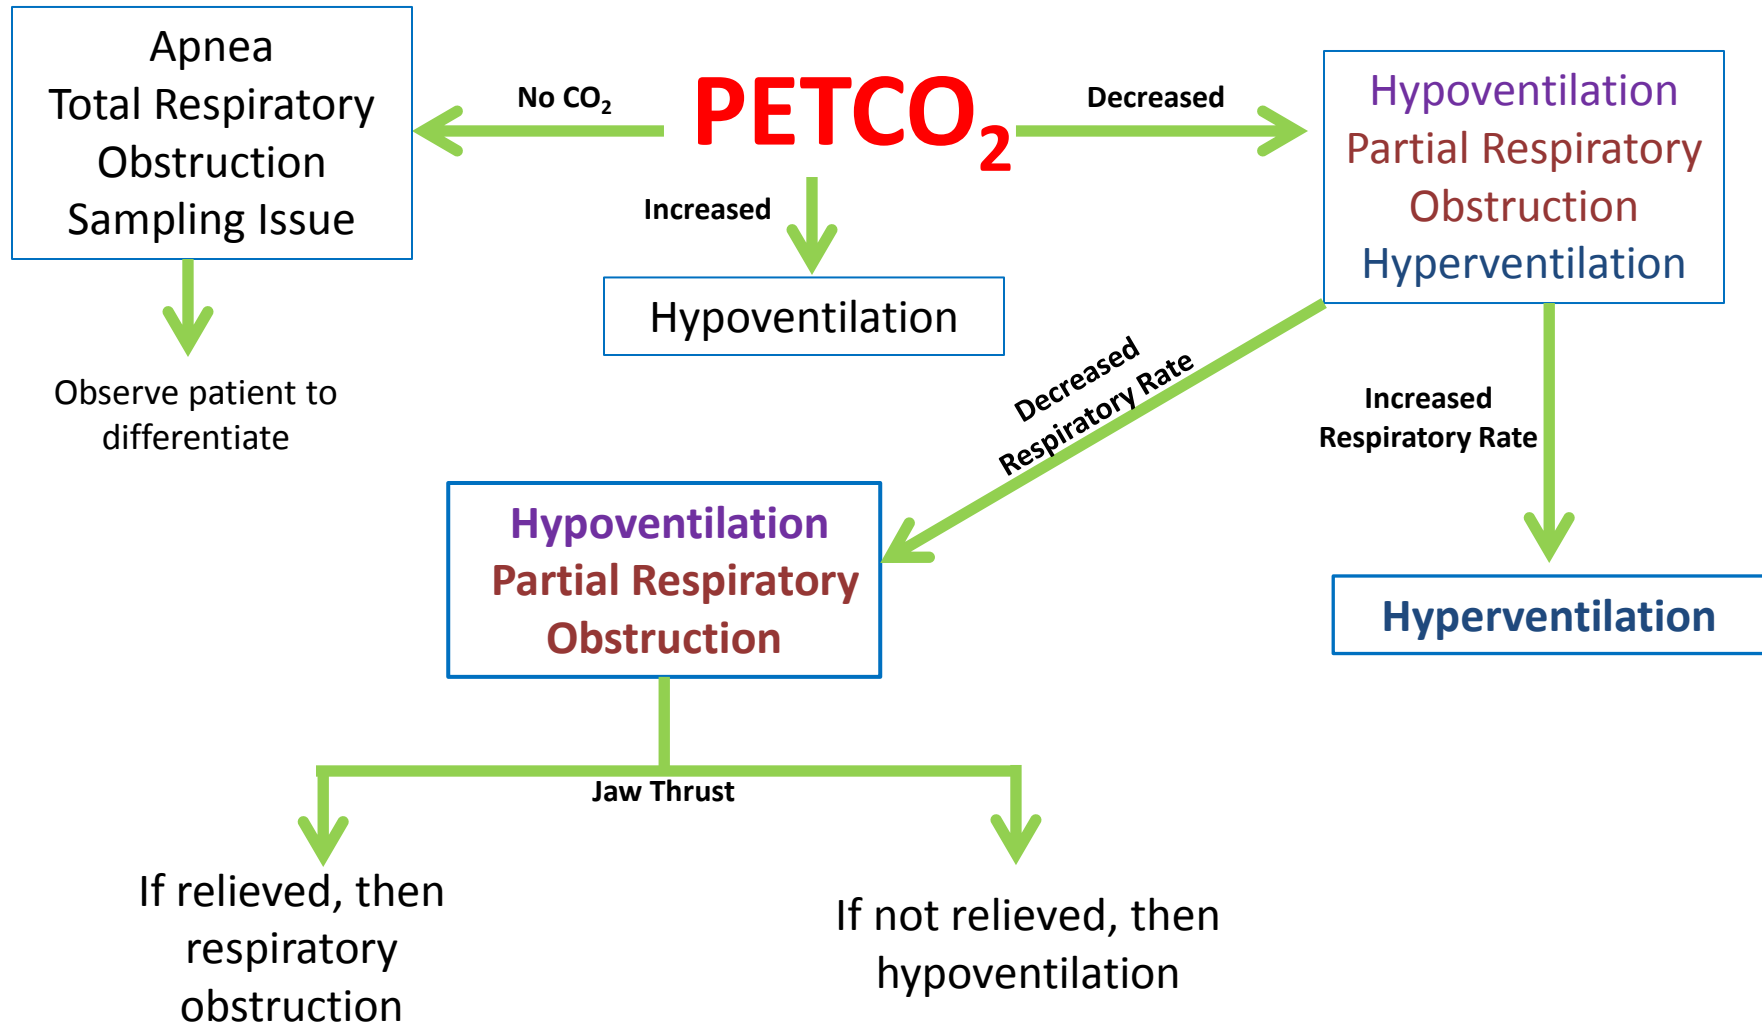 Apnea
Total Respiratory
Obstruction
Sampling Issue
No CO₂
PETCO₂
Decreased
Hypoventilation
Partial Respiratory
Obstruction
Hyperventilation
Increased
Hypoventilation
Observe patient to
differentiate
Decreased
Respiratory Rate
Increased
Respiratory Rate
Hypoventilation
Partial Respiratory
Obstruction
Hyperventilation
Jaw Thrust
If relieved, then
respiratory
obstruction
If not relieved, then
hypoventilation